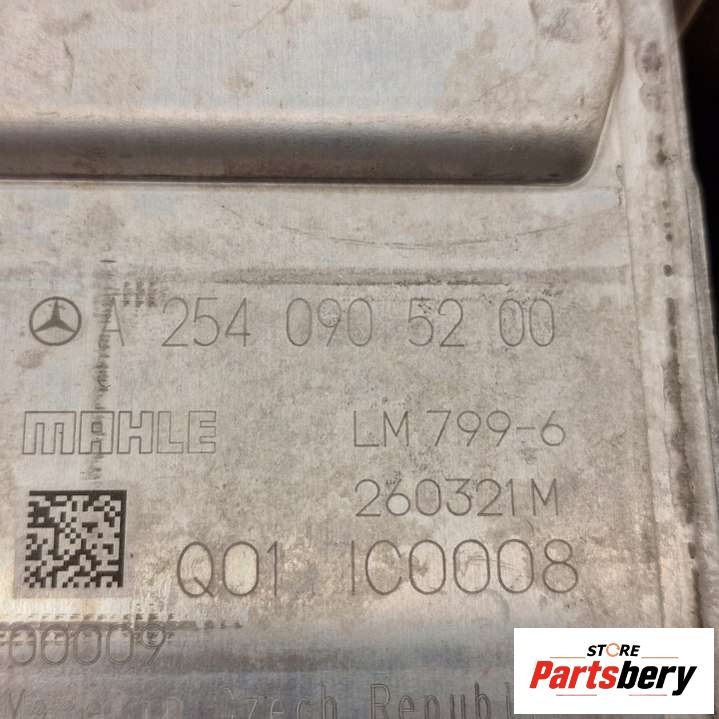 A 254 090 52 00
MAHLE LM 799-6
260321M
Q01 1C0008
00009
Czech Republi
STORE
Partsbery